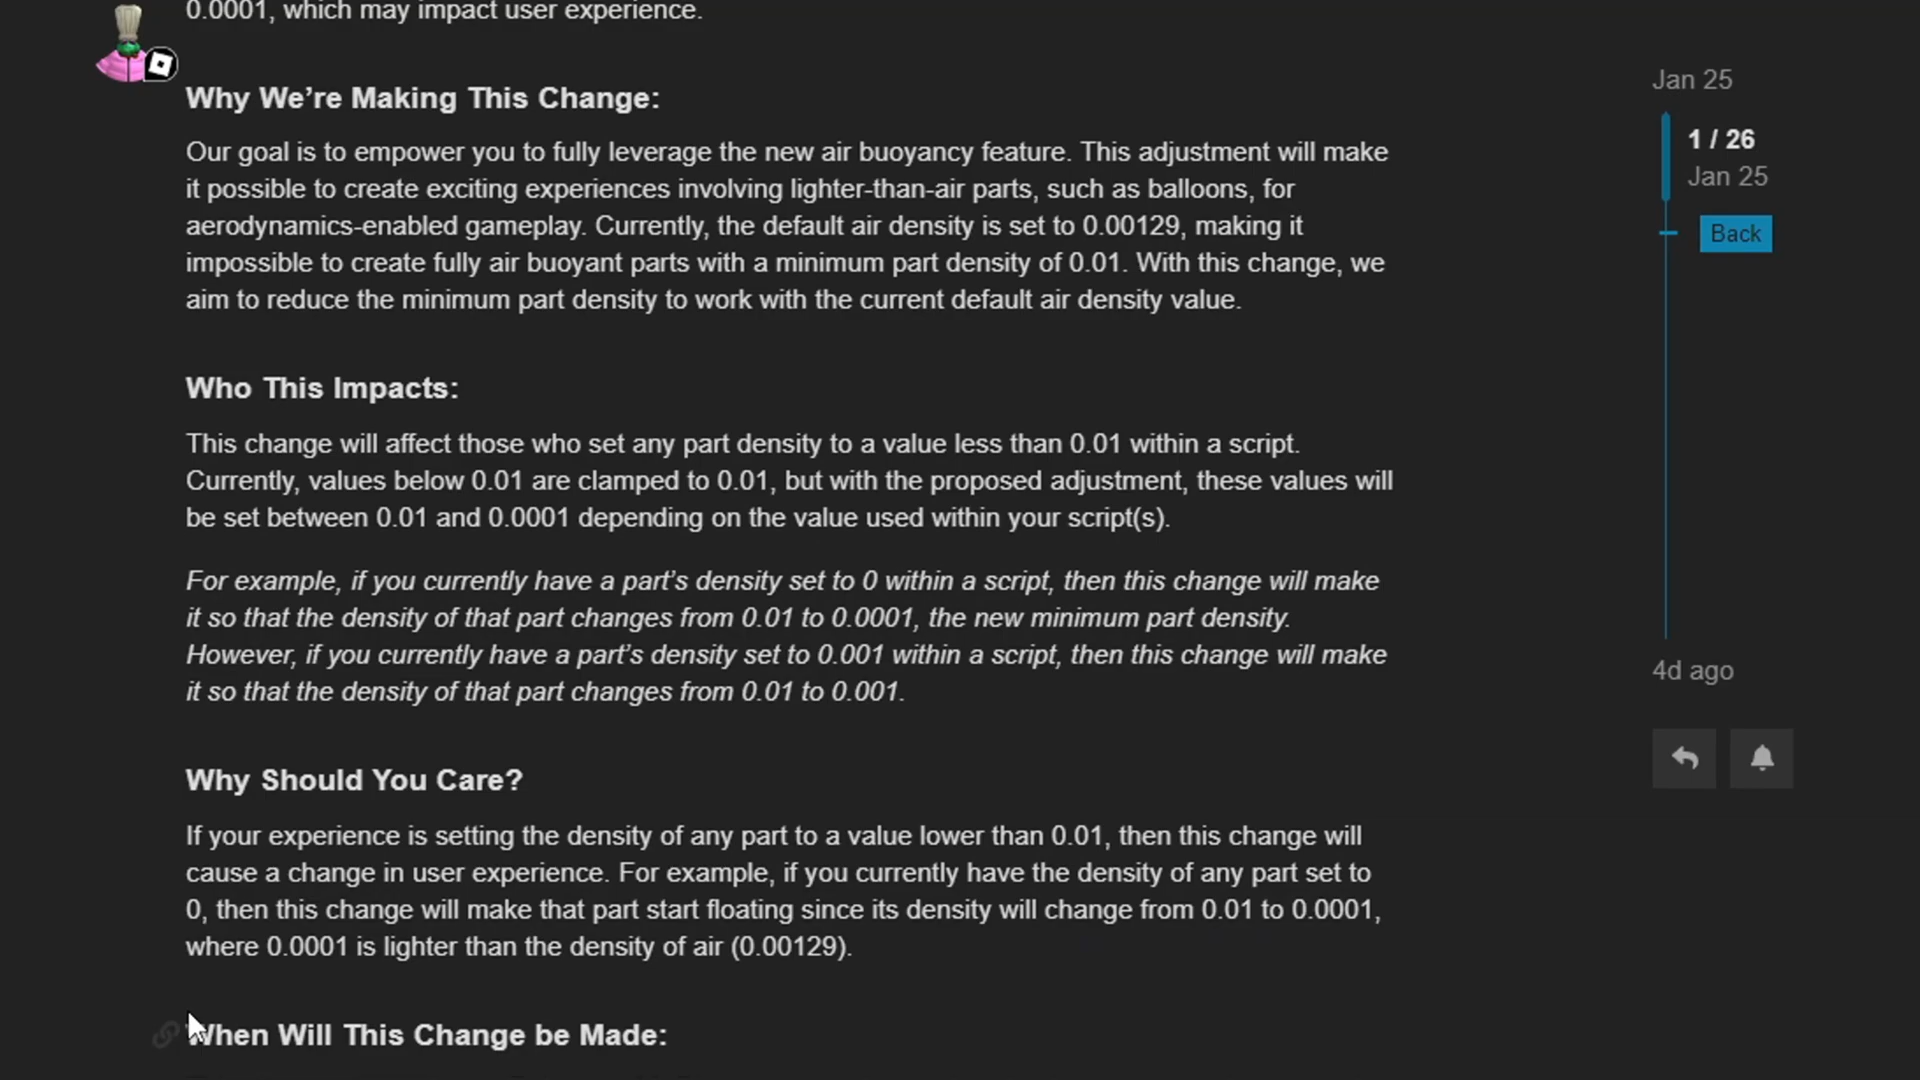 0.0001, which may impact user experience.
Why We’re Making This Change:
Our goal is to empower you to fully leverage the new air buoyancy feature. This adjustment will make
it possible to create exciting experiences involving lighter-than-air parts, such as balloons, for
aerodynamics-enabled gameplay. Currently, the default air density is set to 0.00129, making it
impossible to create fully air buoyant parts with a minimum part density of 0.01. With this change, we
aim to reduce the minimum part density to work with the current default air density value.
Who This Impacts:
This change will affect those who set any part density to a value less than 0.01 within a script.
Currently, values below 0.01 are clamped to 0.01, but with the proposed adjustment, these values will
be set between 0.01 and 0.0001 depending on the value used within your script(s).
For example, if you currently have a part’s density set to 0 within a script, then this change will make
it so that the density of that part changes from 0.01 to 0.0001, the new minimum part density.
However, if you currently have a part’s density set to 0.001 within a script, then this change will make
it so that the density of that part changes from 0.01 to 0.001.
Why Should You Care?
If your experience is setting the density of any part to a value lower than 0.01, then this change will
cause a change in user experience. For example, if you currently have the density of any part set to
0, then this change will make that part start floating since its density will change from 0.01 to 0.0001,
where 0.0001 is lighter than the density of air (0.00129).
When Will This Change be Made:
Jan 25
1 / 26
Jan 25
Back
4d ago